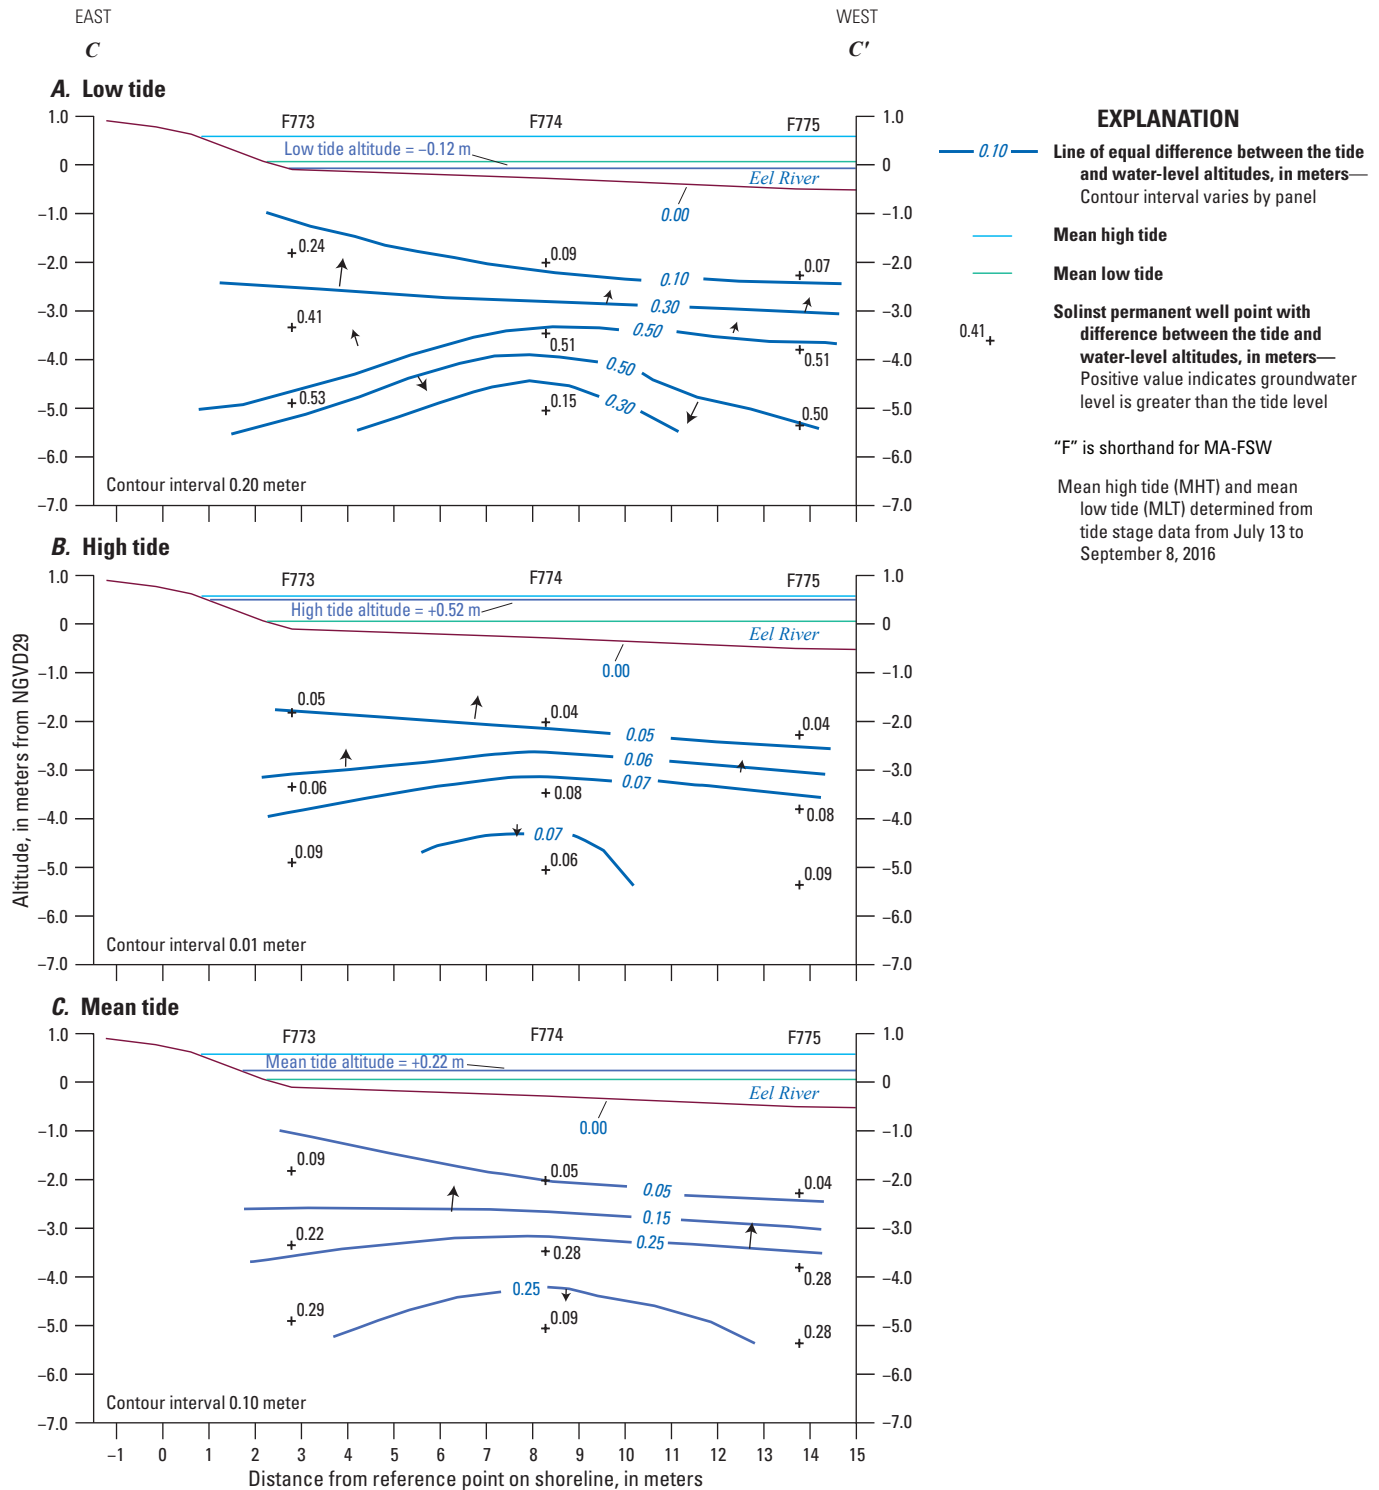 EAST
WEST
C
C′
A. Low tide
1.0
0
−1.0
−2.0
−3.0
−4.0
−5.0
−6.0
−7.0
F773
F774
F775
Low tide altitude = −0.12 m
Eel River
0.00
0.24
0.09
0.07
0.10
0.30
0.41
0.50
0.51
0.51
0.50
0.53
0.15
0.30
0.50
Contour interval 0.20 meter
1.0
0
−1.0
−2.0
−3.0
−4.0
−5.0
−6.0
−7.0
EXPLANATION
0.10
Line of equal difference between the tide
and water-level altitudes, in meters—
Contour interval varies by panel
Mean high tide
Mean low tide
0.41
Solinst permanent well point with
difference between the tide and
water-level altitudes, in meters—
Positive value indicates groundwater
level is greater than the tide level
“F” is shorthand for MA-FSW
Mean high tide (MHT) and mean
low tide (MLT) determined from
tide stage data from July 13 to
September 8, 2016
B. High tide
Altitude, in meters from NGVD29
1.0
0
−1.0
−2.0
−3.0
−4.0
−5.0
−6.0
−7.0
F773
F774
F775
High tide altitude = +0.52 m
Eel River
0.00
0.05
0.04
0.04
0.05
0.06
0.07
0.06
0.08
0.08
0.07
0.09
0.06
0.09
Contour interval 0.01 meter
1.0
0
−1.0
−2.0
−3.0
−4.0
−5.0
−6.0
−7.0
C. Mean tide
1.0
0
−1.0
−2.0
−3.0
−4.0
−5.0
−6.0
−7.0
F773
F774
F775
Mean tide altitude = +0.22 m
Eel River
0.00
0.09
0.05
0.04
0.05
0.15
0.22
0.25
0.28
0.28
0.25
0.29
0.09
0.28
Contour interval 0.10 meter
1.0
0
−1.0
−2.0
−3.0
−4.0
−5.0
−6.0
−7.0
−1 0 1 2 3 4 5 6 7 8 9 10 11 12 13 14 15
Distance from reference point on shoreline, in meters